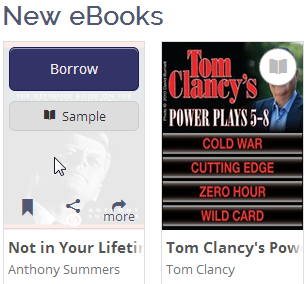 New eBooks
Borrow
Sample
more
Not in Your Lifeti
Anthony Summers
Tom
Clancy's
POWER PLAYS 5-8
COLD WAR
CUTTING EDGE
ZERO HOUR
WILD CARD
Tom Clancy's Pow
Tom Clancy